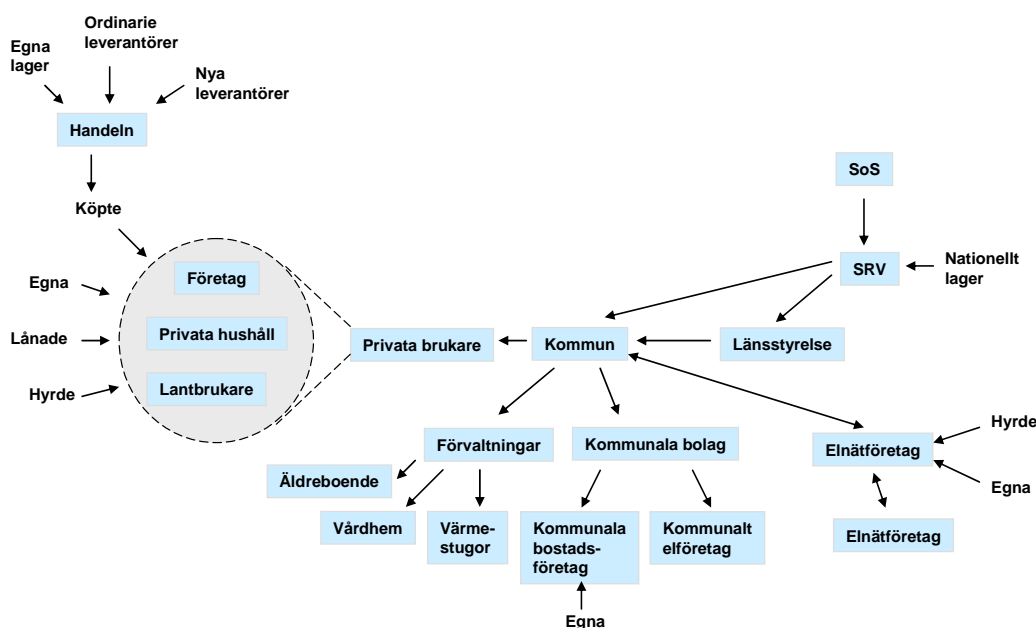 Ordinarie
leverantörer
Egna
lager
Nya
leverantörer
Handeln
SoS
Köpte
Företag
SRV
Nationellt
lager
Egna
Privata hushåll
Lånade
Privata brukare
Kommun
Länsstyrelse
Lantbrukare
Hyrde
Förvaltningar
Kommunala bolag
Elnätföretag
Hyrde
Äldreboende
Egna
Vårdhem
Värme-
stugor
Kommunala
bostads-
företag
Kommunalt
elföretag
Elnätföretag
Egna